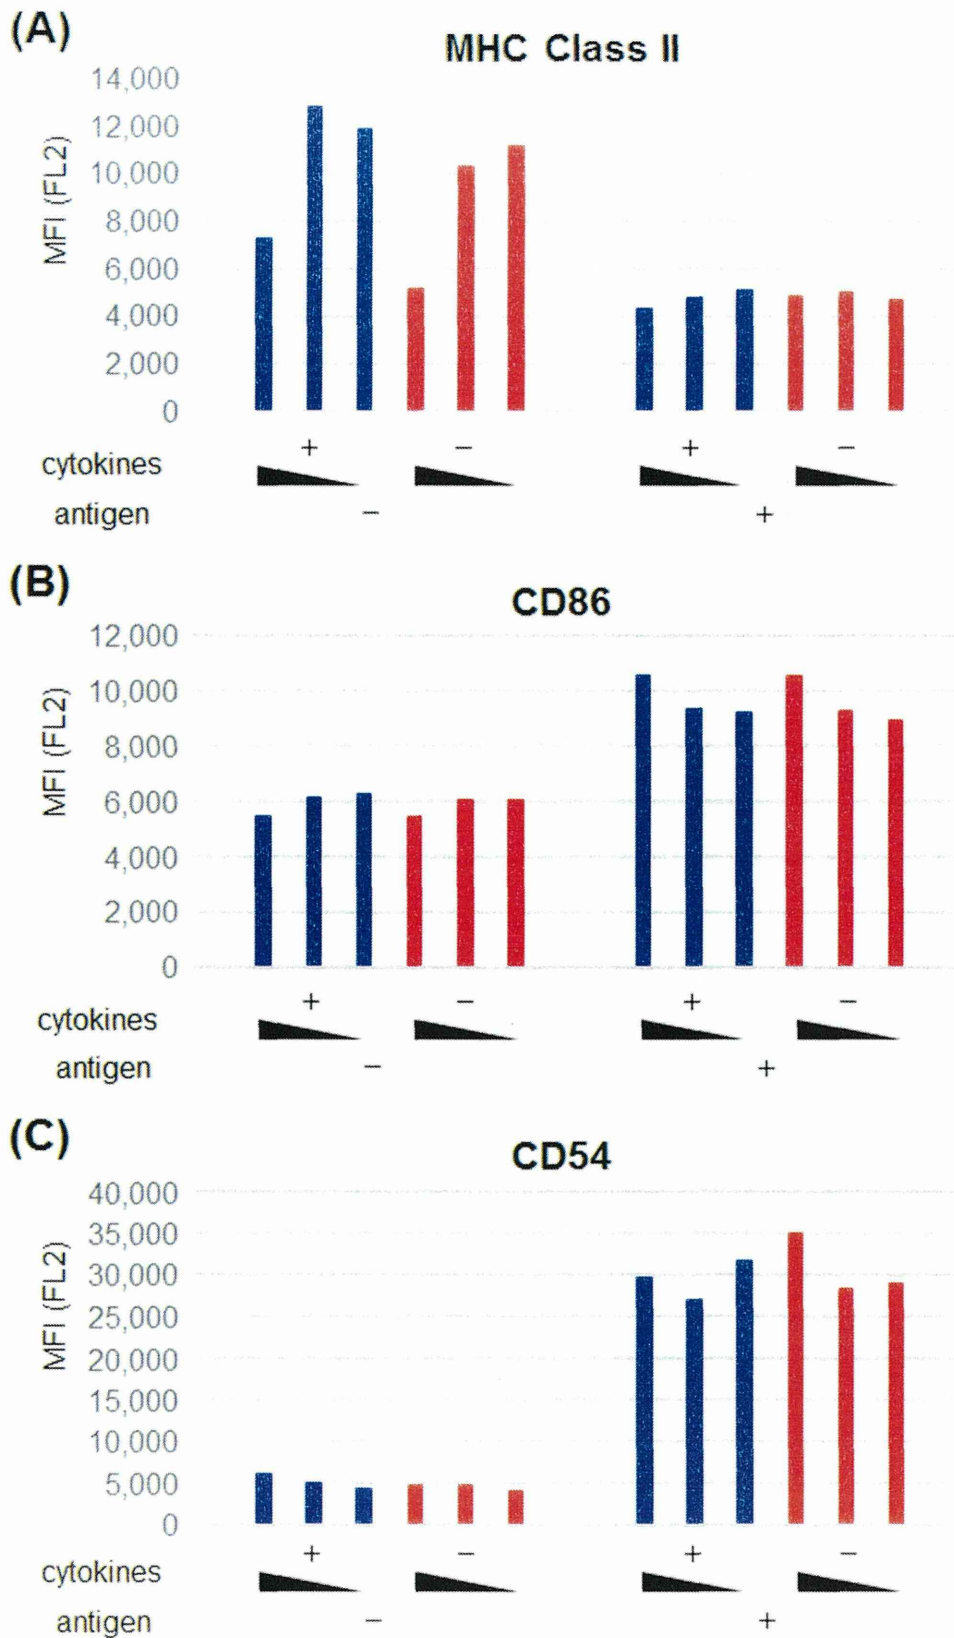 (A)
MHC Class II
MFI (FL2)
14,000
12,000
10,000
8,000
6,000
4,000
2,000
0
+ − + −
cytokines
antigen − +
(B)
CD86
MFI (FL2)
12,000
10,000
8,000
6,000
4,000
2,000
0
+ − + −
cytokines
antigen − +
(C)
CD54
MFI (FL2)
40,000
35,000
30,000
25,000
20,000
15,000
10,000
5,000
0
+ − + −
cytokines
antigen − +